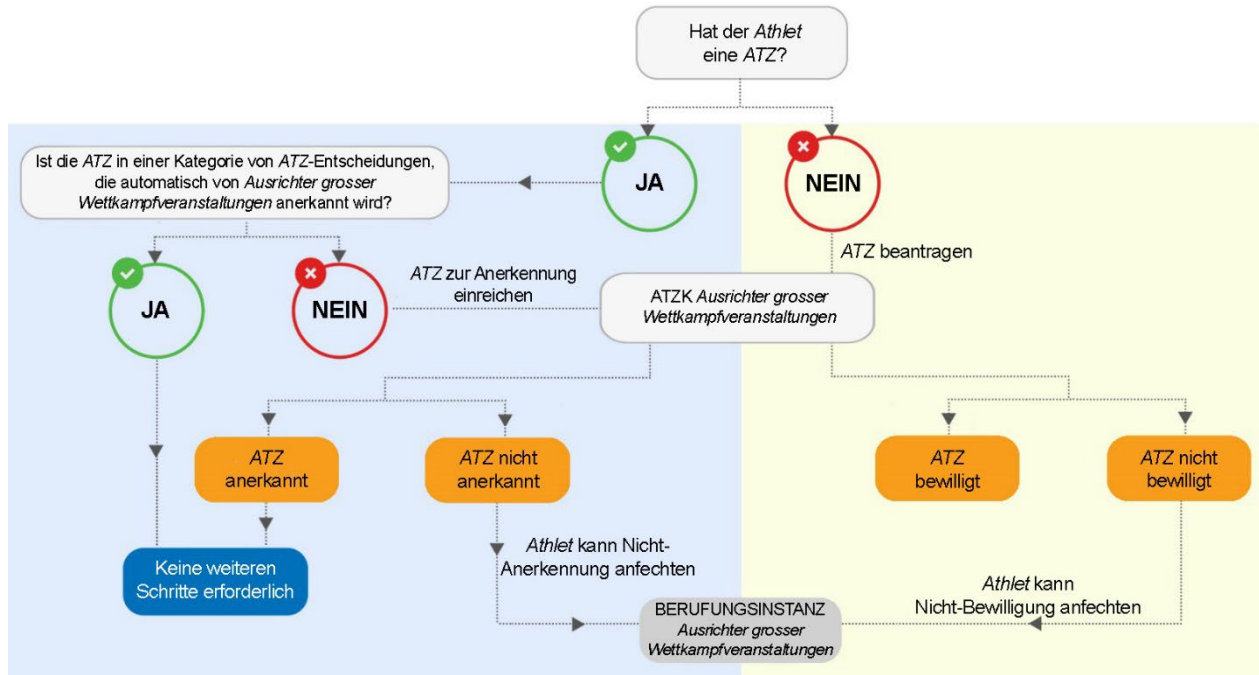 Hat der Athlet
eine ATZ?
Ist die ATZ in einer Kategorie von ATZ-Entscheidungen,
die automatisch von Ausrichter grosser
Wettkampfveranstaltungen anerkannt wird?
JA
NEIN
ATZ beantragen
JA
NEIN
ATZ zur Anerkennung
einreichen
ATZK Ausrichter grosser
Wettkampfveranstaltungen
ATZ
anerkannt
ATZ nicht
anerkannt
ATZ
bewilligt
ATZ nicht
bewilligt
Keine weiteren
Schritte erforderlich
Athlet kann Nicht-
Anerkennung anfechten
Athlet kann
Nicht-Bewilligung anfechten
BERUFUNGSINSTANZ
Ausrichter grosser
Wettkampfveranstaltungen